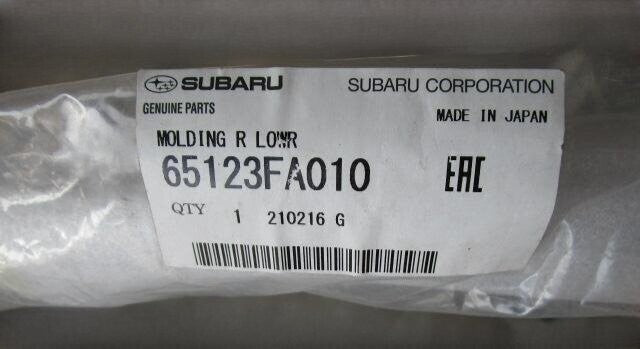 SUBARU SUBARU CORPORATION
GENUINE PARTS MADE IN JAPAN
MOLDING R LOWR
65123FA010 EAC
QTY 1 210216 G